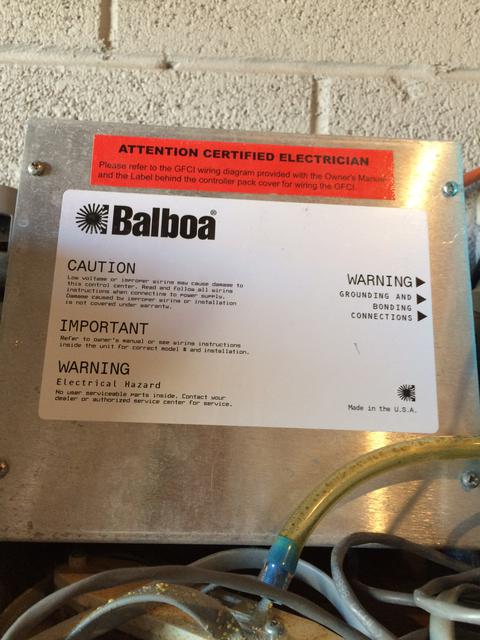 ATTENTION CERTIFIED ELECTRICIAN
Please refer to the GFCI wiring diagram provided with the Owner's Manual
and the Label behind the controller pack cover for wiring the GFCI.
Balboa®
CAUTION
Low voltage or improper wiring may cause damage to
this control center. Read and follow all wiring
instructions when connecting to power supply.
Damage caused by improper wiring or installation
is not covered under warranty.
WARNING
GROUNDING AND
BONDING
CONNECTIONS
IMPORTANT
Refer to owner's manual or see wiring instructions
inside the unit for correct model # and installation.
WARNING
Electrical Hazard
No user serviceable parts inside. Contact your
dealer or authorized service center for service.
Made in the U.S.A.